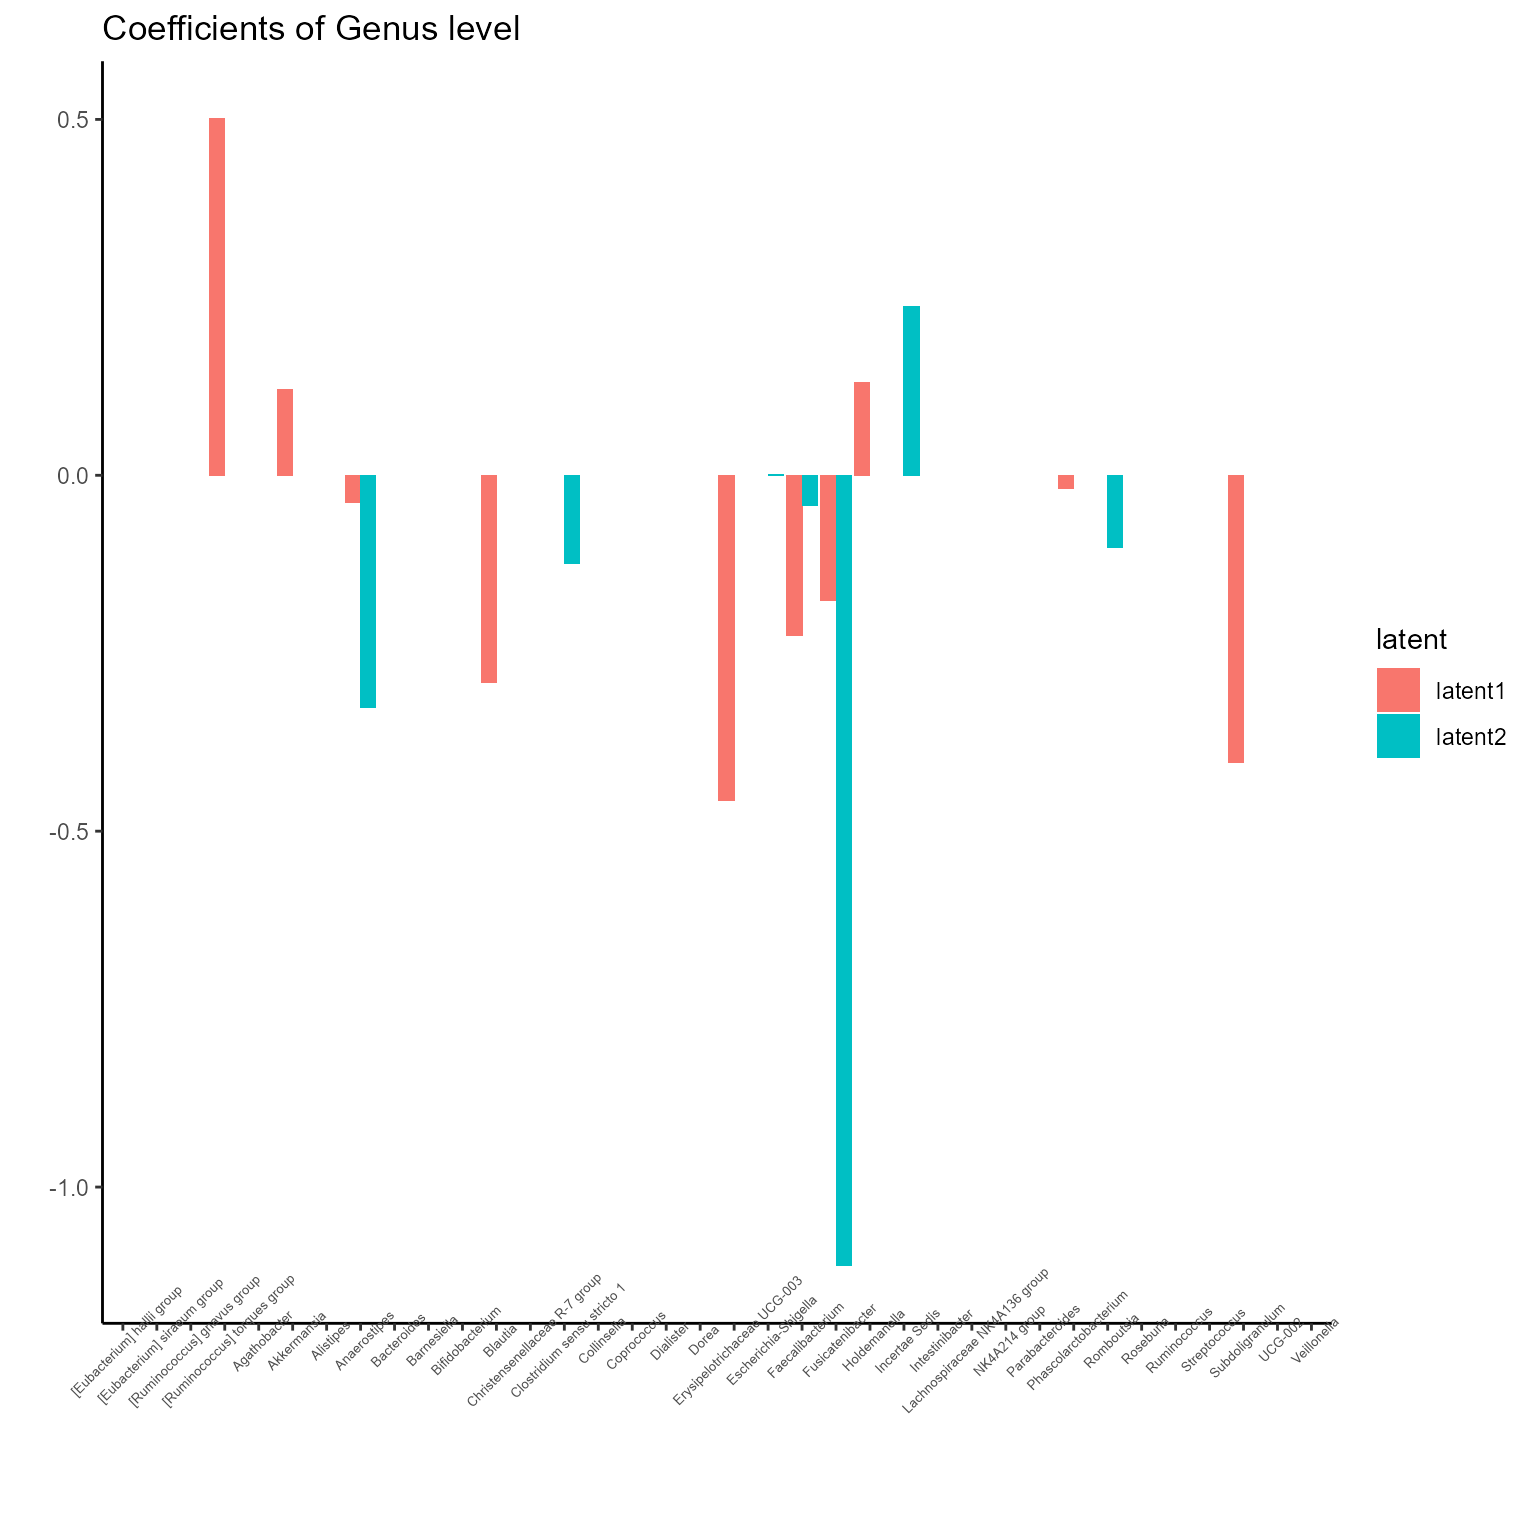 Coefficients of Genus level
0.5
0.0
-0.5
-1.0
latent
latent1
latent2
[Eubacterium] hallii group
[Eubacterium] siraeum group
[Ruminococcus] gnavus group
[Ruminococcus] torques group
Agathobacter
Akkermansia
Alistipes
Anaerostipes
Bacteroides
Barnesiella
Bifidobacterium
Blautia
Christensenellaceae R-7 group
Clostridium sensu stricto 1
Collinsella
Coprococcus
Dialister
Dorea
Erysipelotrichaceae UCG-003
Escherichia-Shigella
Faecalibacterium
Fusicatenibacter
Holdemanella
Incertae Sedis
Intestinibacter
Lachnospiraceae NK4A136 group
NK4A214 group
Parabacteroides
Phascolarctobacterium
Romboutsia
Roseburia
Ruminococcus
Streptococcus
Subdoligranulum
UCG-002
Veillonella